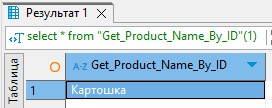 Результат 1
select * from "Get_Product_Name_By_ID"(1)
Таблица
A-Z Get_Product_Name_By_ID
1 Картошка